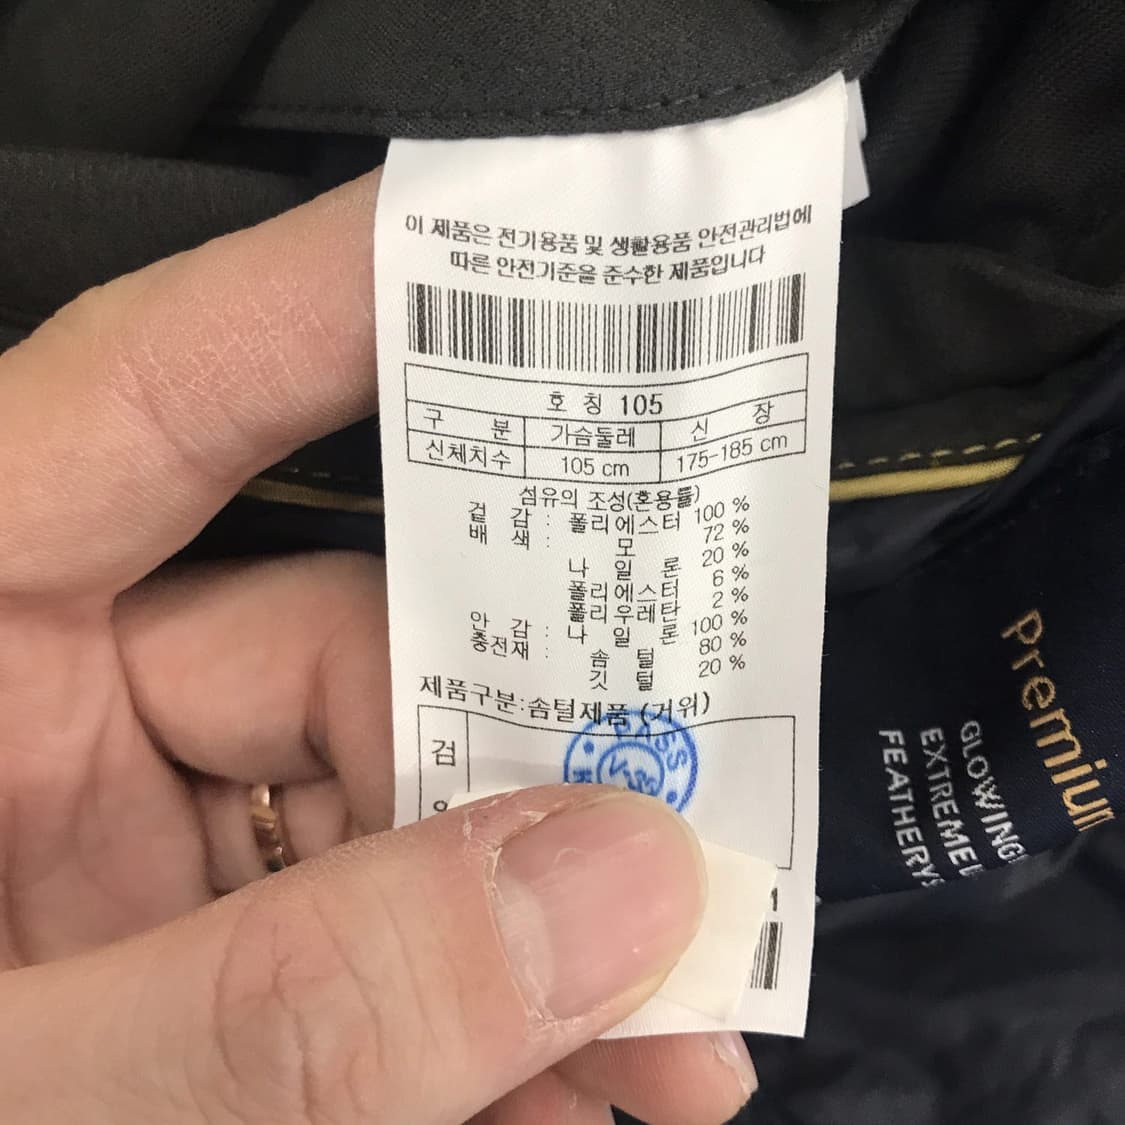 이 제품은 전기용품 및 생활용품 안전관리법에
따른 안전기준을 준수한 제품입니다
호 칭 105
구 분 가슴둘레 신 장
신체치수 105 cm 175-185 cm
섬유의 조성(혼용률)
겉 감 : 폴리에스터 100 %
배 색 : 모 72 %
나 일 론 20 %
폴리에스터 6 %
폴리우레탄 2 %
안 감 : 나 일 론 100 %
충전재 : 솜 털 80 %
깃 털 20 %
제품구분:솜털제품 (거위)
검
PASS
1
Premium
GLOWING
EXTREMEL
FEATHERY